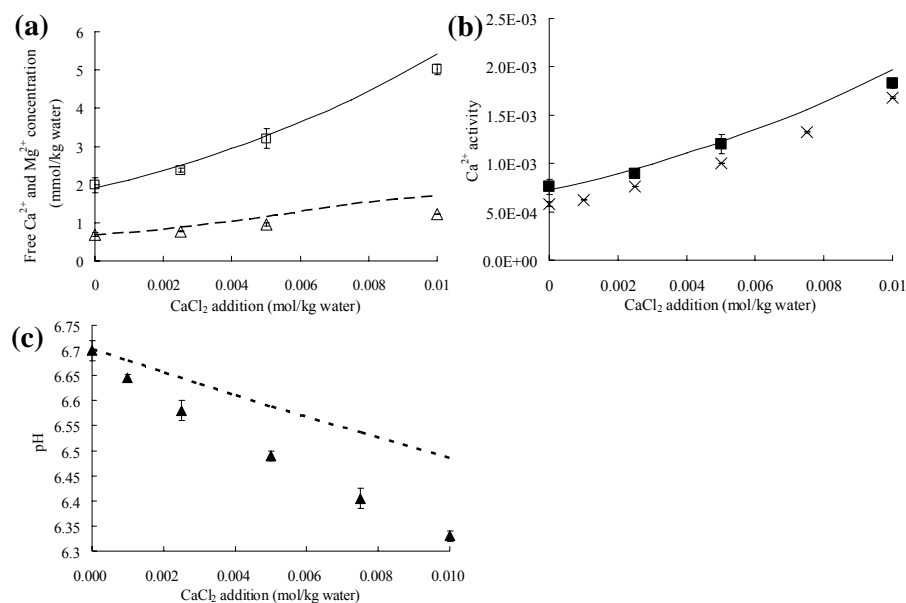 (a)
Free Ca²⁺ and Mg²⁺ concentration
(mmol/kg water)
6
5
4
3
2
1
0
0 0.002 0.004 0.006 0.008 0.01
CaCl₂ addition (mol/kg water)
(b)
Ca²⁺ activity
2.5E-03
2.0E-03
1.5E-03
1.0E-03
5.0E-04
0.0E+00
0 0.002 0.004 0.006 0.008 0.01
CaCl₂ addition (mol/kg water)
(c)
pH
6.75
6.7
6.65
6.6
6.55
6.5
6.45
6.4
6.35
6.3
0.000 0.002 0.004 0.006 0.008 0.010
CaCl₂ addition (mol/kg water)